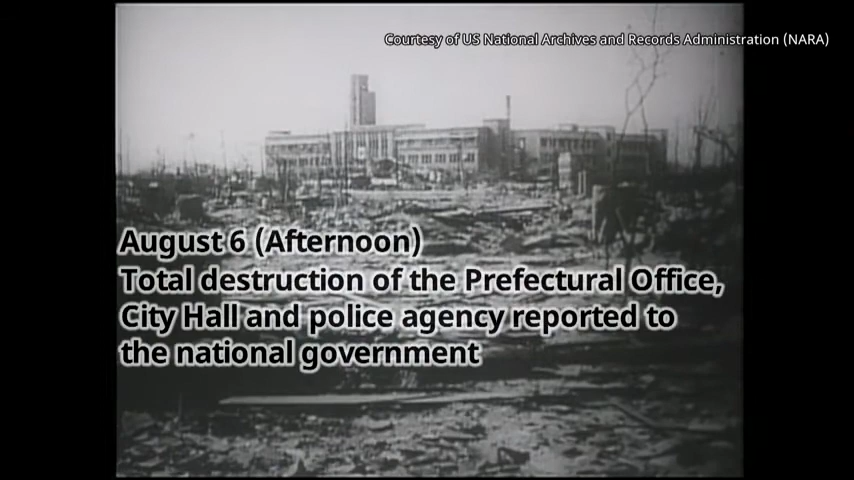 Courtesy of US National Archives and Records Administration (NARA)
August 6 (Afternoon)
Total destruction of the Prefectural Office,
City Hall and police agency reported to
the national government